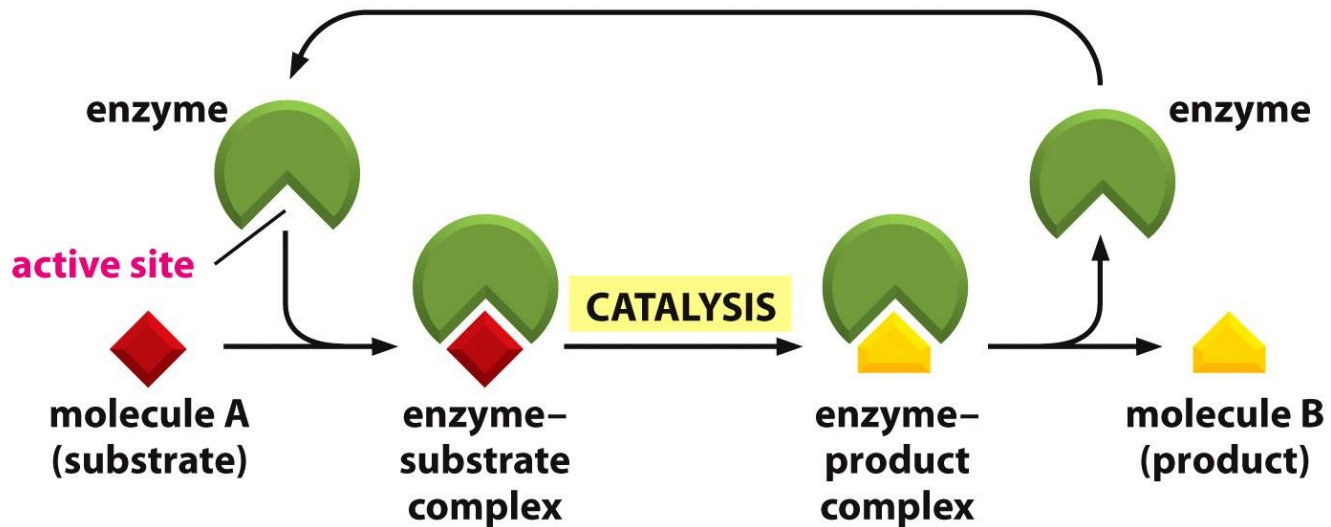 enzyme
enzyme
active site
CATALYSIS
molecule A
(substrate)
enzyme–
substrate
complex
enzyme–
product
complex
molecule B
(product)